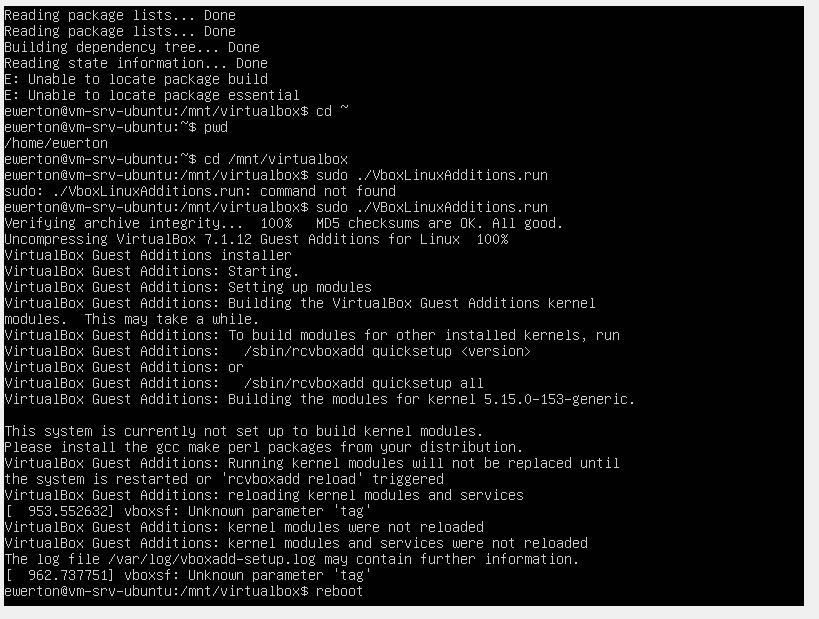 Reading package lists... Done
Reading package lists... Done
Building dependency tree... Done
Reading state information... Done
E: Unable to locate package build
E: Unable to locate package essential
ewerton@vm-srv-ubuntu:/mnt/virtualbox$ cd ~
ewerton@vm-srv-ubuntu:~$ pwd
/home/ewerton
ewerton@vm-srv-ubuntu:~$ cd /mnt/virtualbox
ewerton@vm-srv-ubuntu:/mnt/virtualbox$ sudo ./VboxLinuxAdditions.run
sudo: ./VboxLinuxAdditions.run: command not found
ewerton@vm-srv-ubuntu:/mnt/virtualbox$ sudo ./VBoxLinuxAdditions.run
Verifying archive integrity...  100%   MD5 checksums are OK. All good.
Uncompressing VirtualBox 7.1.12 Guest Additions for Linux  100%
VirtualBox Guest Additions installer
VirtualBox Guest Additions: Starting.
VirtualBox Guest Additions: Setting up modules
VirtualBox Guest Additions: Building the VirtualBox Guest Additions kernel
modules.  This may take a while.
VirtualBox Guest Additions: To build modules for other installed kernels, run
VirtualBox Guest Additions:   /sbin/rcvboxadd quicksetup <version>
VirtualBox Guest Additions: or
VirtualBox Guest Additions:   /sbin/rcvboxadd quicksetup all
VirtualBox Guest Additions: Building the modules for kernel 5.15.0-153-generic.

This system is currently not set up to build kernel modules.
Please install the gcc make perl packages from your distribution.
VirtualBox Guest Additions: Running kernel modules will not be replaced until
the system is restarted or 'rcvboxadd reload' triggered
VirtualBox Guest Additions: reloading kernel modules and services
[  953.552632] vboxsf: Unknown parameter 'tag'
VirtualBox Guest Additions: kernel modules were not reloaded
VirtualBox Guest Additions: kernel modules and services were not reloaded
The log file /var/log/vboxadd-setup.log may contain further information.
[  962.737751] vboxsf: Unknown parameter 'tag'
ewerton@vm-srv-ubuntu:/mnt/virtualbox$ reboot